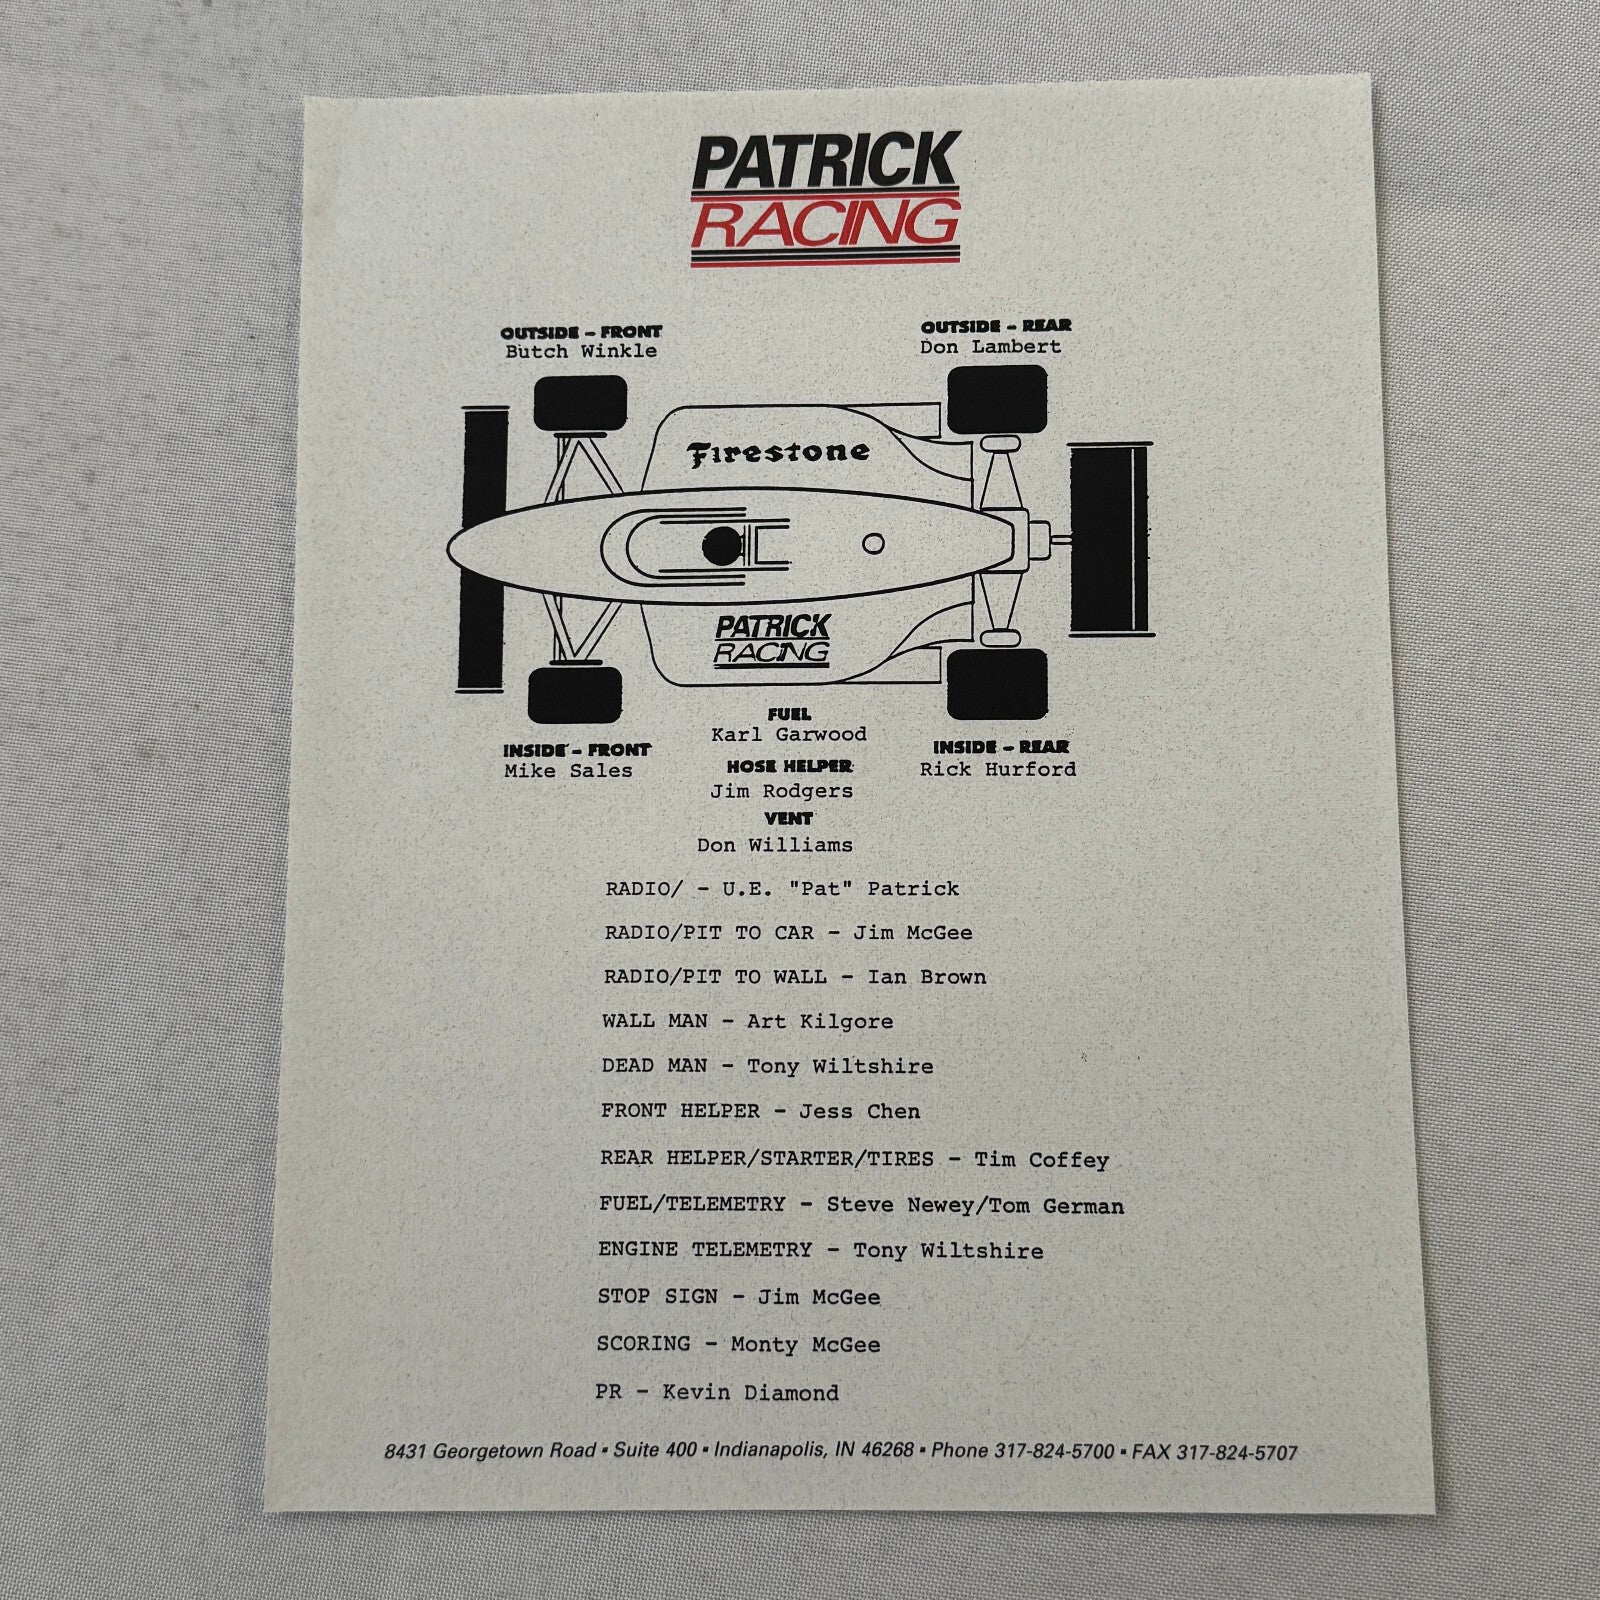 PATRICK
RACING
OUTSIDE - FRONT
Butch Winkle
OUTSIDE - REAR
Don Lambert
Firestone
PATRICK
RACING
INSIDE - FRONT
Mike Sales
FUEL
Karl Garwood
HOSE HELPER
Jim Rodgers
VENT
Don Williams
INSIDE - REAR
Rick Hurford
RADIO/ - U.E. "Pat" Patrick
RADIO/PIT TO CAR - Jim McGee
RADIO/PIT TO WALL - Ian Brown
WALL MAN - Art Kilgore
DEAD MAN - Tony Wiltshire
FRONT HELPER - Jess Chen
REAR HELPER/STARTER/TIRES - Tim Coffey
FUEL/TELEMETRY - Steve Newey/Tom German
ENGINE TELEMETRY - Tony Wiltshire
STOP SIGN - Jim McGee
SCORING - Monty McGee
PR - Kevin Diamond
8431 Georgetown Road ▪ Suite 400 ▪ Indianapolis, IN 46268 ▪ Phone 317-824-5700 ▪ FAX 317-824-5707